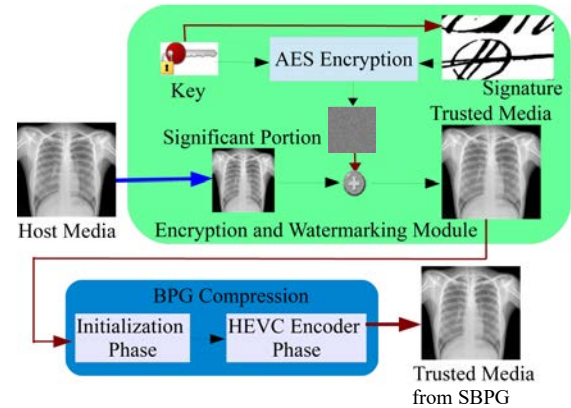 AES Encryption
Key
Signature
Significant Portion
Trusted Media
Host Media
Encryption and Watermarking Module
BPG Compression
Initialization
Phase
HEVC Encoder
Phase
Trusted Media
from SBPG